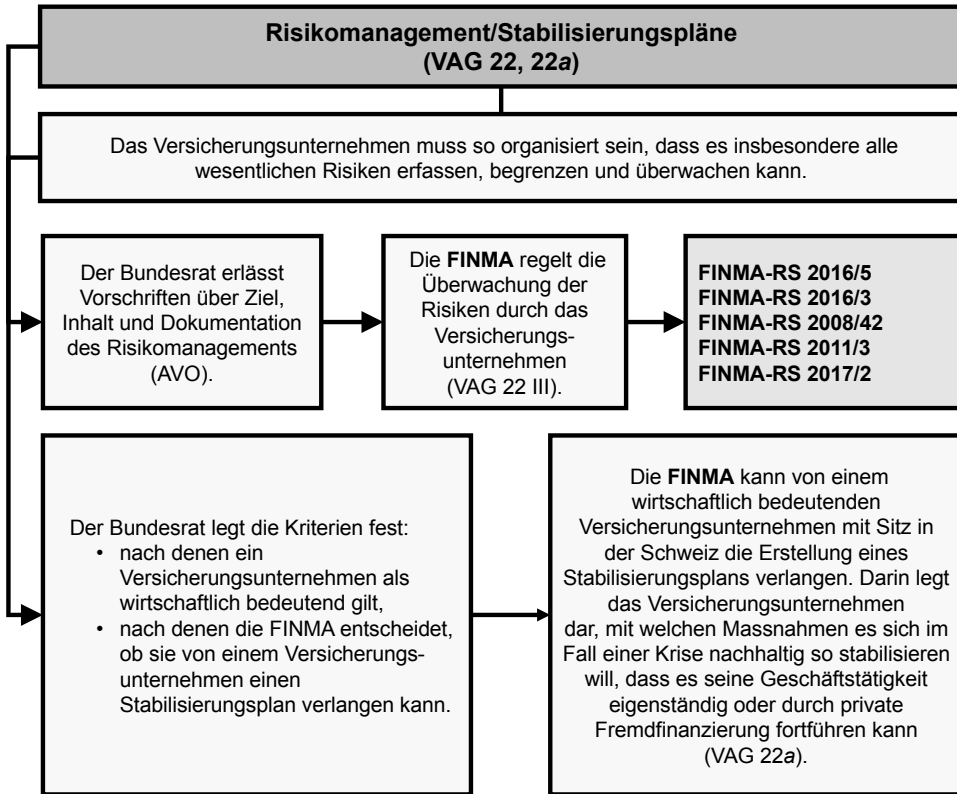 Risikomanagement/Stabilisierungspläne
(VAG 22, 22a)
Das Versicherungsunternehmen muss so organisiert sein, dass es insbesondere alle
wesentlichen Risiken erfassen, begrenzen und überwachen kann.
Der Bundesrat erlässt
Vorschriften über Ziel,
Inhalt und Dokumentation
des Risikomanagements
(AVO).
Die FINMA regelt die
Überwachung der
Risiken durch das
Versicherungs-
unternehmen
(VAG 22 III).
FINMA-RS 2016/5
FINMA-RS 2016/3
FINMA-RS 2008/42
FINMA-RS 2011/3
FINMA-RS 2017/2
Der Bundesrat legt die Kriterien fest:
• nach denen ein
Versicherungsunternehmen als
wirtschaftlich bedeutend gilt,
• nach denen die FINMA entscheidet,
ob sie von einem Versicherungs-
unternehmen einen
Stabilisierungsplan verlangen kann.
Die FINMA kann von einem
wirtschaftlich bedeutenden
Versicherungsunternehmen mit Sitz in
der Schweiz die Erstellung eines
Stabilisierungsplans verlangen. Darin legt
das Versicherungsunternehmen
dar, mit welchen Massnahmen es sich im
Fall einer Krise nachhaltig so stabilisieren
will, dass es seine Geschäftstätigkeit
eigenständig oder durch private
Fremdfinanzierung fortführen kann
(VAG 22a).